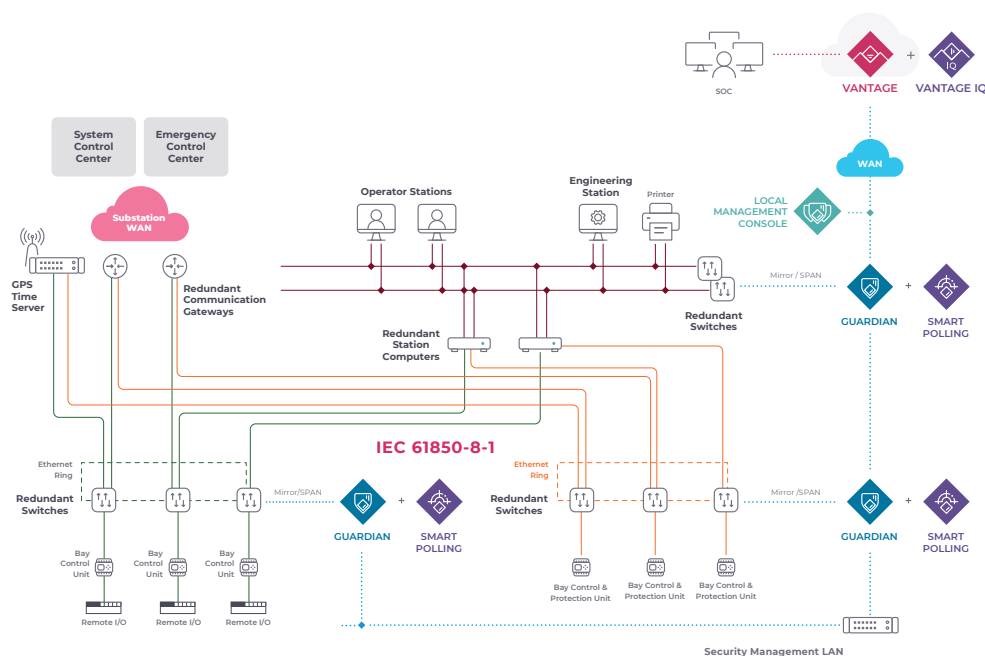 SOC
VANTAGE
+
VANTAGE IQ
IQ
System
Control
Center
Emergency
Control
Center
WAN
Substation
WAN
Operator Stations
Engineering
Station
Printer
LOCAL
MANAGEMENT
CONSOLE
GPS
Time
Server
Redundant
Communication
Gateways
Mirror / SPAN
Redundant
Switches
GUARDIAN
+
SMART
POLLING
Redundant
Station
Computers
IEC 61850-8-1
Ethernet
Ring
Redundant
Switches
Mirror/SPAN
GUARDIAN
+
SMART
POLLING
Ethernet
Ring
Redundant
Switches
Mirror /SPAN
GUARDIAN
+
SMART
POLLING
Bay
Control
Unit
Bay
Control
Unit
Bay
Control
Unit
Remote I/O
Remote I/O
Remote I/O
Bay Control &
Protection Unit
Bay Control &
Protection Unit
Bay Control &
Protection Unit
Security Management LAN